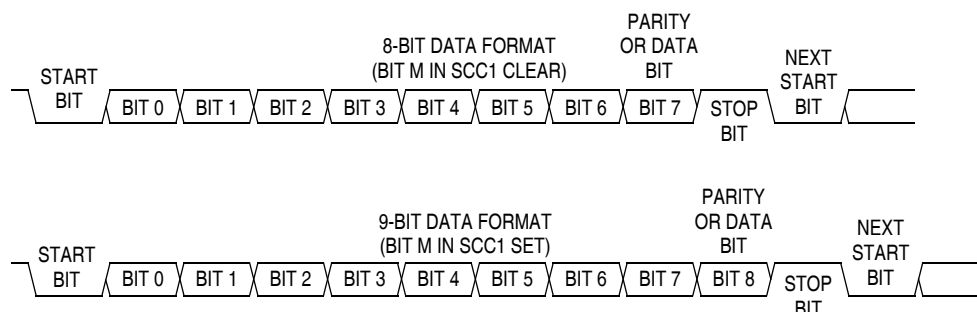 8-BIT DATA FORMAT
(BIT M IN SCC1 CLEAR)
PARITY
OR DATA
BIT
START
BIT
NEXT
START
BIT
BIT 0 BIT 1 BIT 2 BIT 3 BIT 4 BIT 5 BIT 6 BIT 7
STOP
BIT
9-BIT DATA FORMAT
(BIT M IN SCC1 SET)
PARITY
OR DATA
BIT
START
BIT
NEXT
START
BIT
BIT 0 BIT 1 BIT 2 BIT 3 BIT 4 BIT 5 BIT 6 BIT 7 BIT 8
STOP
BIT